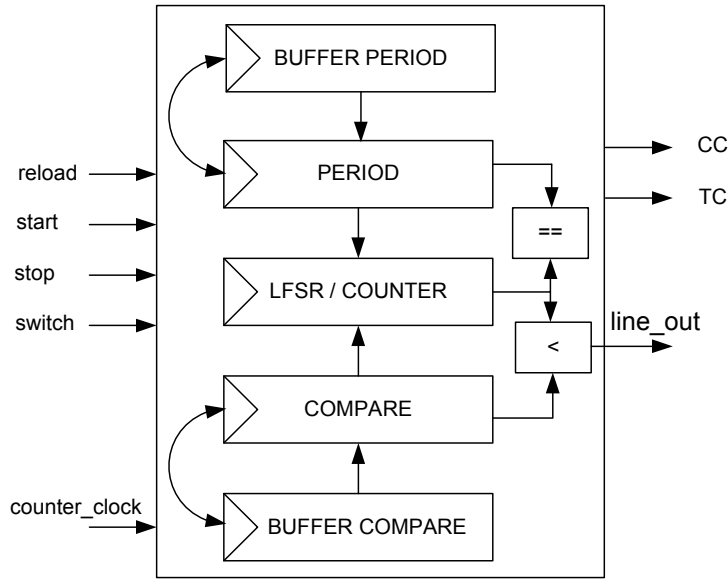 BUFFER PERIOD
PERIOD
CC
reload
TC
start
==
stop
LFSR / COUNTER
switch
line_out
<
COMPARE
counter_clock
BUFFER COMPARE